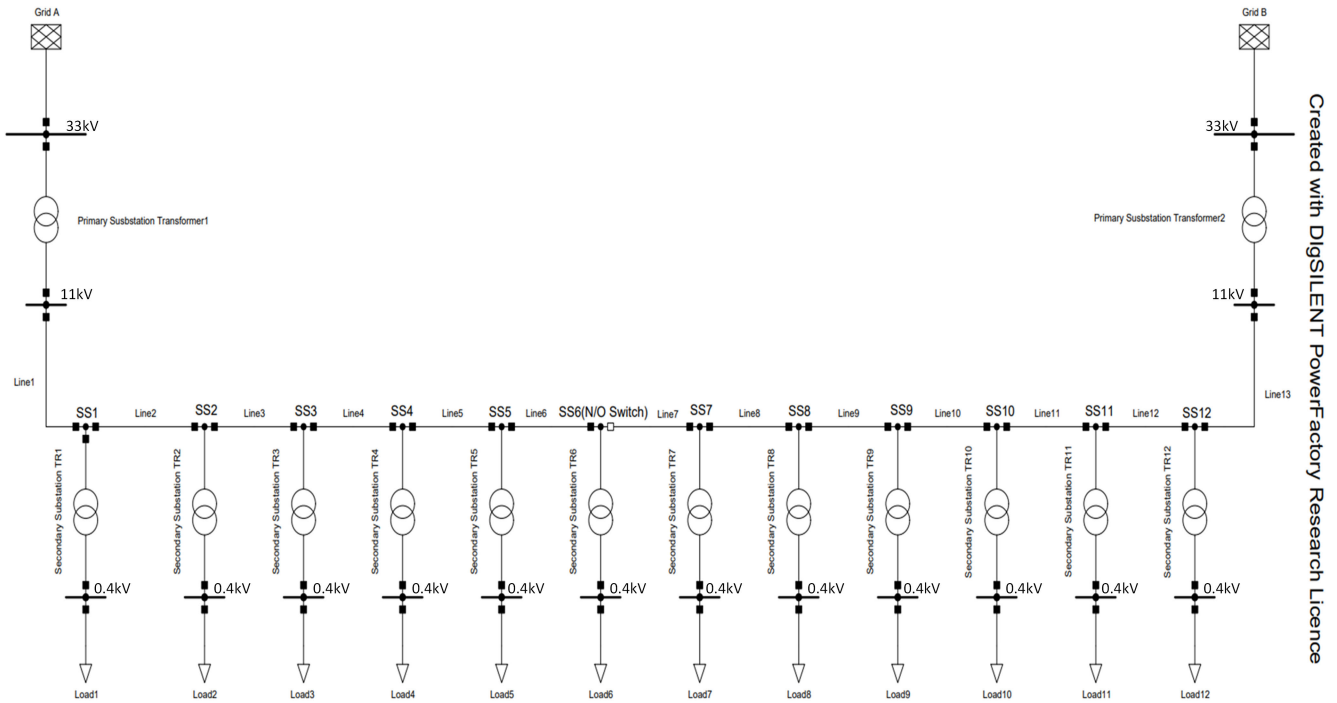 Grid A
Grid B
33kV
33kV
Primary Susbstation Transformer1
Primary Susbstation Transformer2
11kV
11kV
Line1
Line13
SS1
Line2
SS2
Line3
SS3
Line4
SS4
Line5
SS5
Line6
SS6(N/O Switch)
Line7
SS7
Line8
SS8
Line9
SS9
Line10
SS10
Line11
SS11
Line12
SS12
Secondary Substation TR1
Secondary Substation TR2
Secondary Substation TR3
Secondary Substation TR4
Secondary Substation TR5
Secondary Substation TR6
Secondary Substation TR7
Secondary Substation TR8
Secondary Substation TR9
Secondary Substation TR10
Secondary Substation TR11
Secondary Substation TR12
0.4kV
0.4kV
0.4kV
0.4kV
0.4kV
0.4kV
0.4kV
0.4kV
0.4kV
0.4kV
0.4kV
0.4kV
Load1
Load2
Load3
Load4
Load5
Load6
Load7
Load8
Load9
Load10
Load11
Load12
Created with DIgSILENT PowerFactory Research Licence